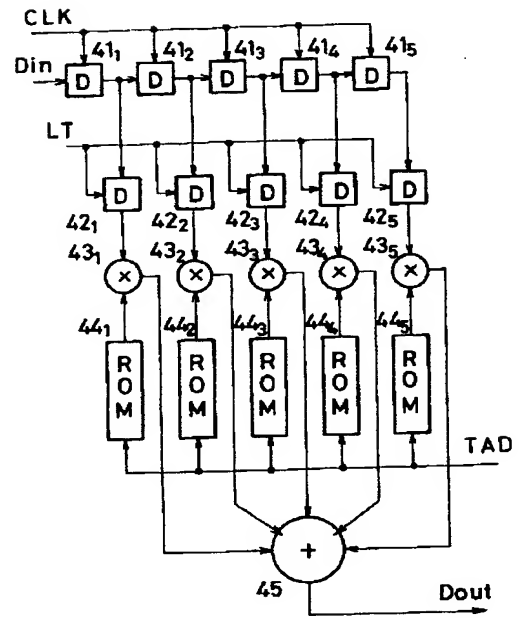 CLK
41₁ 41₂ 41₃ 41₄ 41₅
Din D D D D D
LT
D D D D D
42₁ 42₂ 42₃ 42₄ 42₅
43₁ 43₂ 43₃ 43₄ 43₅
× × × × ×
44₁ 44₂ 44₃ 44₄ 44₅
ROM ROM ROM ROM ROM
TAD
+
45
Dout